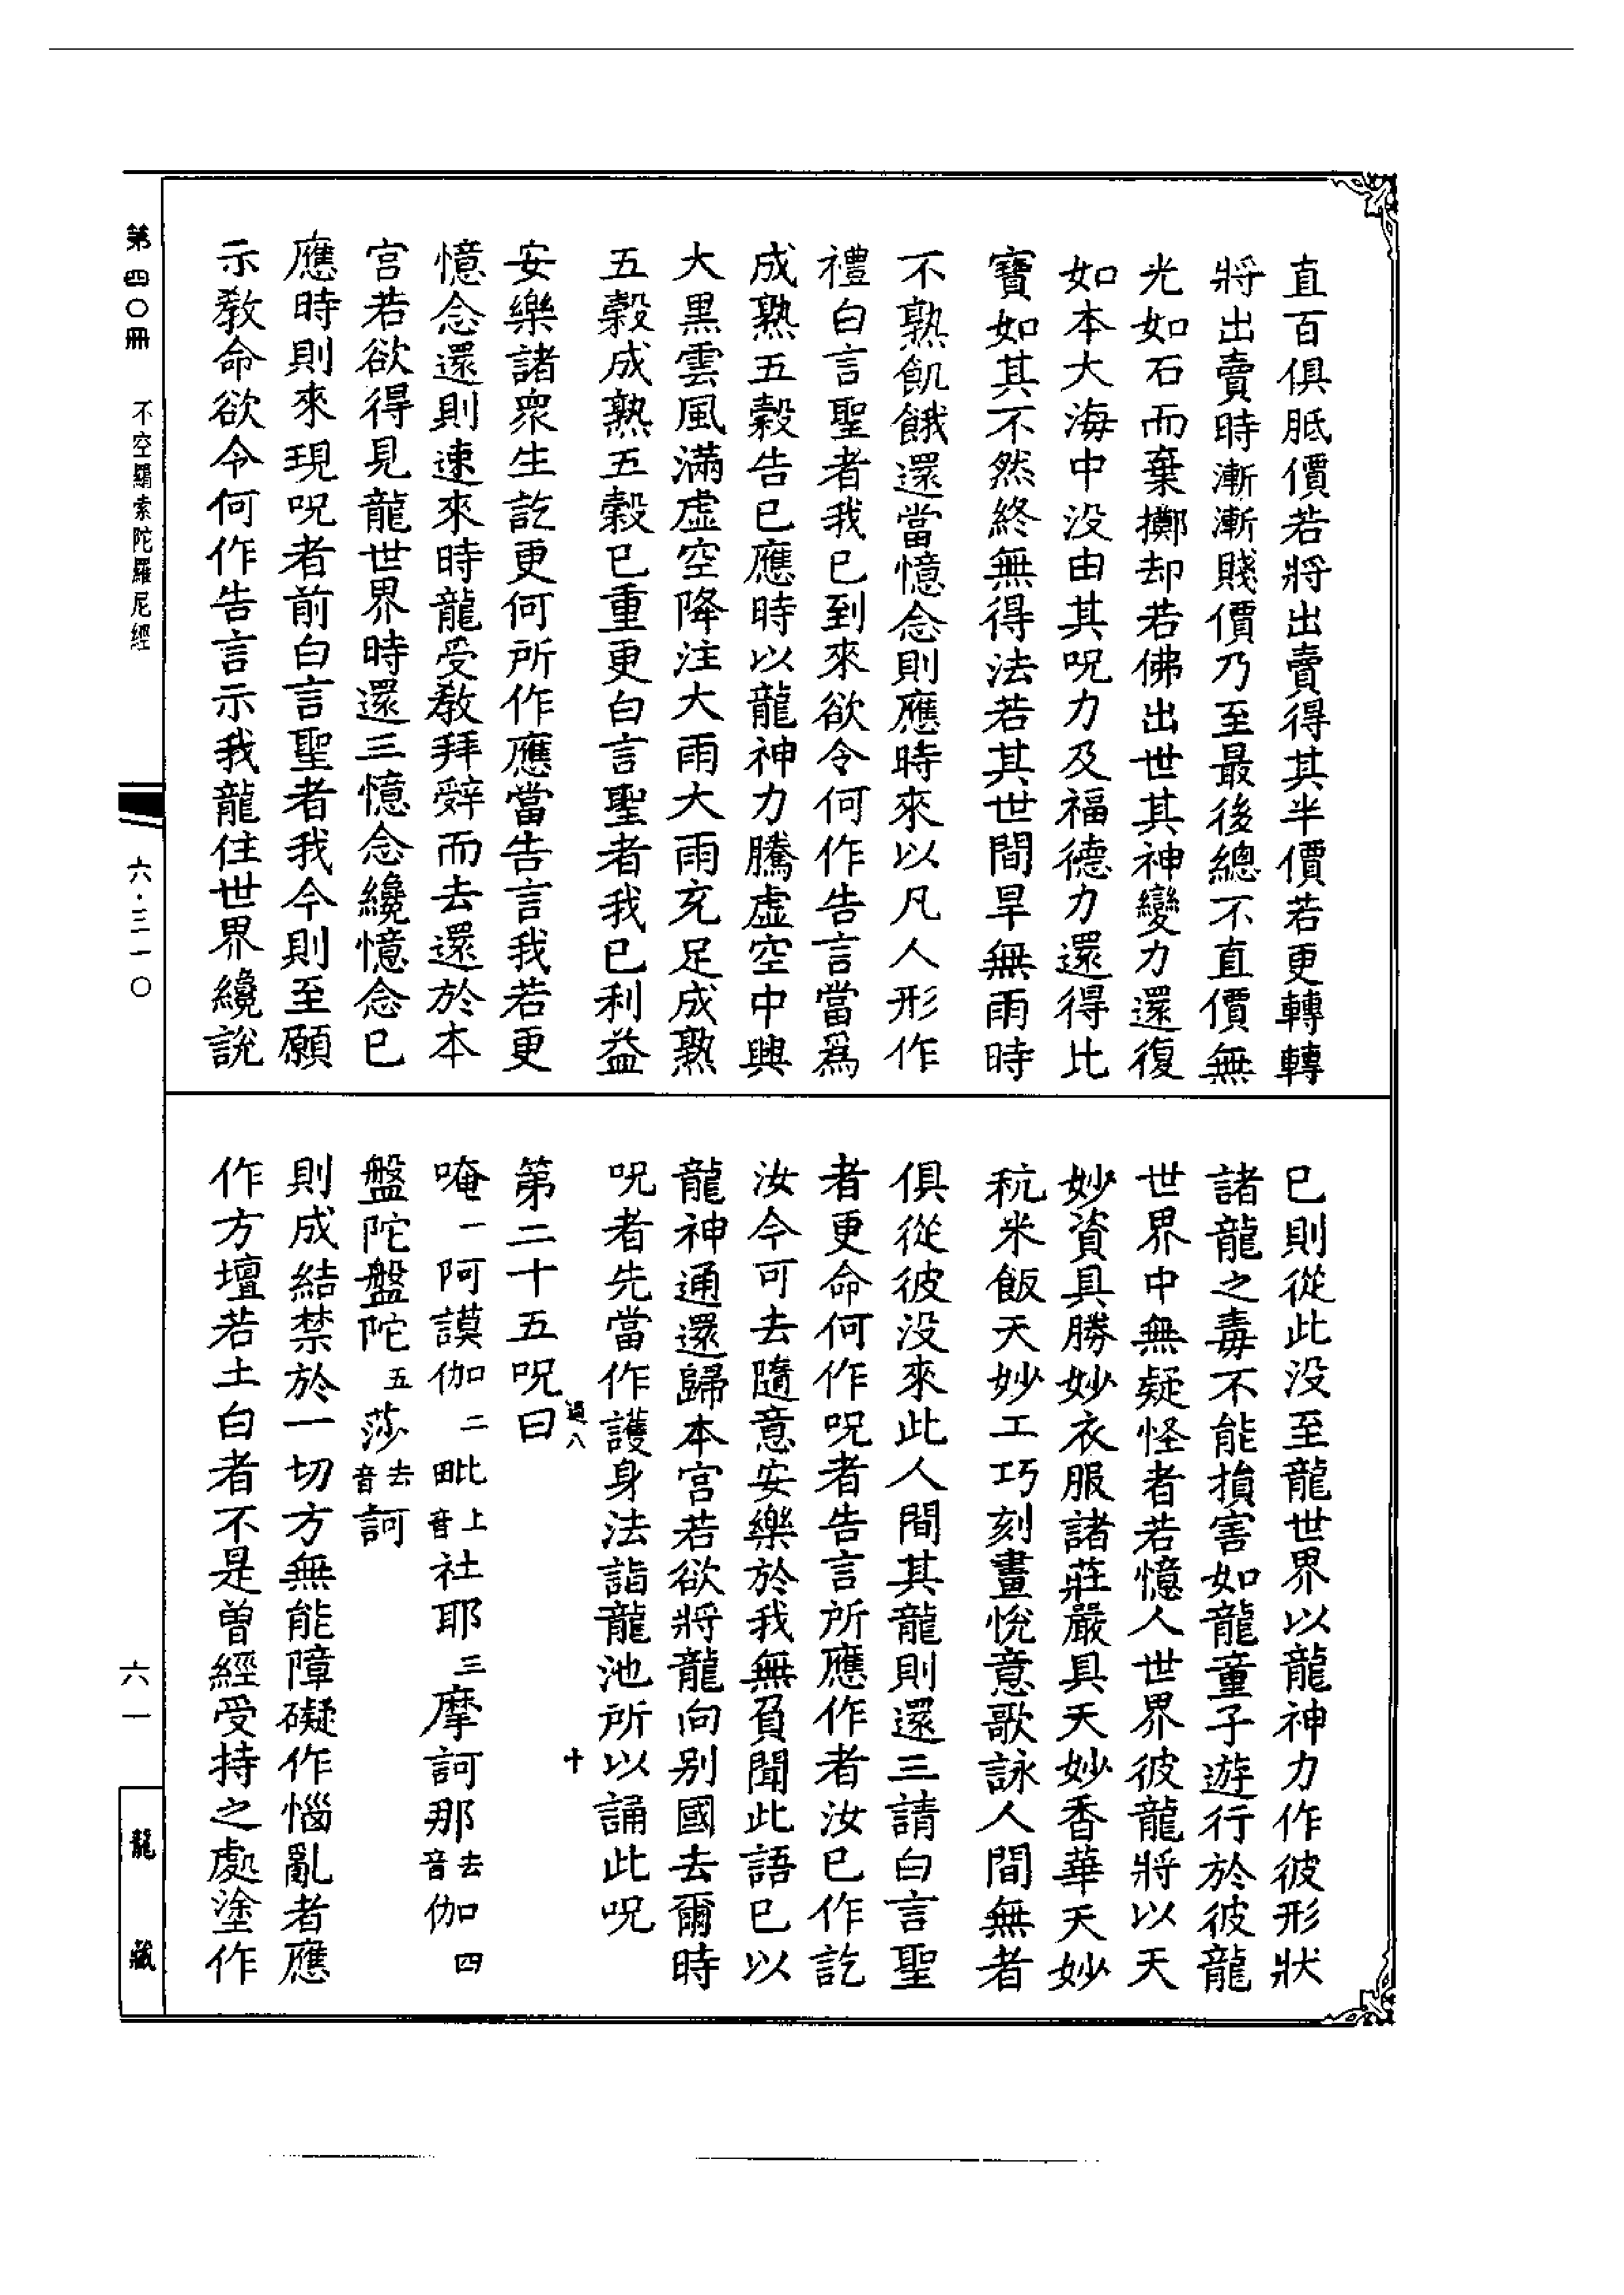 直百俱胝價若將出賣得其半價若更轉轉
將出賣時漸漸賤價乃至最後總不直價無
光如石而棄擲却若佛出世其神變力還復
如本大海中没由其呪力及福德力還得比
寶如其不然終無得法若其世間旱無雨時
不熟飢餓還當憶念則應時來以凡人形作
禮白言聖者我已到來欲令何作告言當爲
成熟五穀告已應時以龍神力騰虛空中興
大黒雲風滿虛空降注大雨大雨充足成熟
五穀成熟五穀已重更白言聖者我已利益
安樂諸衆生訖更何所作應當告言我若更
憶念還則速來時龍受教拜辭而去還於本
宮若欲得見龍世界時還三憶念纔憶念已
應時則來現呪者前白言聖者我今則至願
示教命欲令何作告言示我龍住世界纔說
已則從此没至龍世界以龍神力作彼形狀
諸龍之毒不能損害如龍童子遊行於彼龍
世界中無疑怪者若憶人世界彼龍將以天
妙資具勝妙衣服諸莊嚴具天妙香華天妙
秔米飯天妙工巧刻畫悅意歌詠人間無者
俱從彼没來此人間其龍則還三請白言聖
者更命何作呪者告言所應作者汝已作訖
汝今可去隨意安樂於我無負聞此語已以
龍神通還歸本宮若欲將龍向别國去爾時
呪者先當作護身法詣龍池所以誦此呪
過八 十
第二十五呪曰
唵一阿謨伽二毗田上音社耶三摩訶那去音伽四
盤陀盤陀五莎去音訶
則成結禁於一切方無能障礙作惱亂者應
作方壇若土白者不是曽經受持之處塗作
第四〇冊 不空羂索陀羅尼經 六·三一〇 六一 龍藏